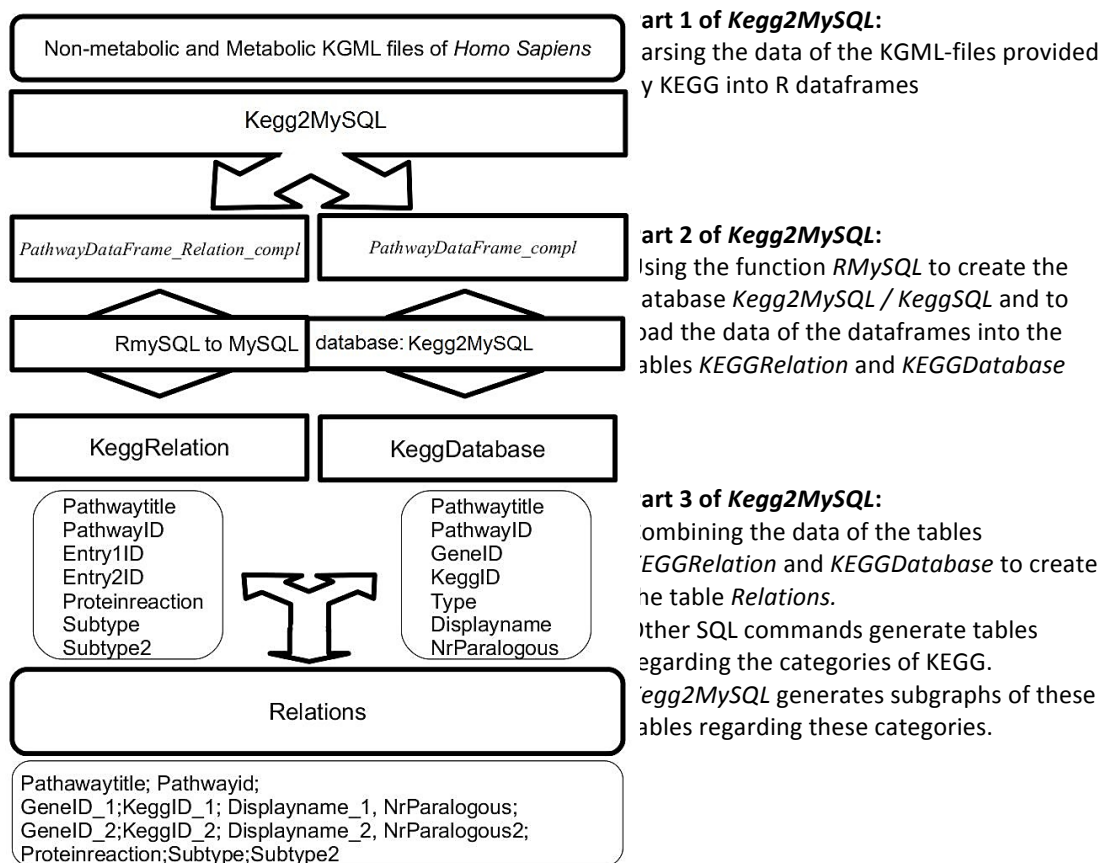 Non-metabolic and Metabolic KGML files of Homo Sapiens
Kegg2MySQL
art 1 of Kegg2MySQL:
arsing the data of the KGML-files provided
y KEGG into R dataframes
PathwayDataFrame_Relation_compl
PathwayDataFrame_compl
RmySQL to MySQL database: Kegg2MySQL
art 2 of Kegg2MySQL:
sing the function RMySQL to create the
atabase Kegg2MySQL / KeggSQL and to
oad the data of the dataframes into the
ables KEGGRelation and KEGGDatabase
KeggRelation
Pathwaytitle
PathwayID
Entry1ID
Entry2ID
Proteinreaction
Subtype
Subtype2
KeggDatabase
Pathwaytitle
PathwayID
GeneID
KeggID
Type
Displayname
NrParalogous
art 3 of Kegg2MySQL:
ombining the data of the tables
KEGGRelation and KEGGDatabase to create
he table Relations.
Other SQL commands generate tables
egarding the categories of KEGG.
Kegg2MySQL generates subgraphs of these
ables regarding these categories.
Relations
Pathawaytitle; Pathwayid;
GeneID_1;KeggID_1; Displayname_1, NrParalogous;
GeneID_2;KeggID_2; Displayname_2, NrParalogous2;
Proteinreaction;Subtype;Subtype2